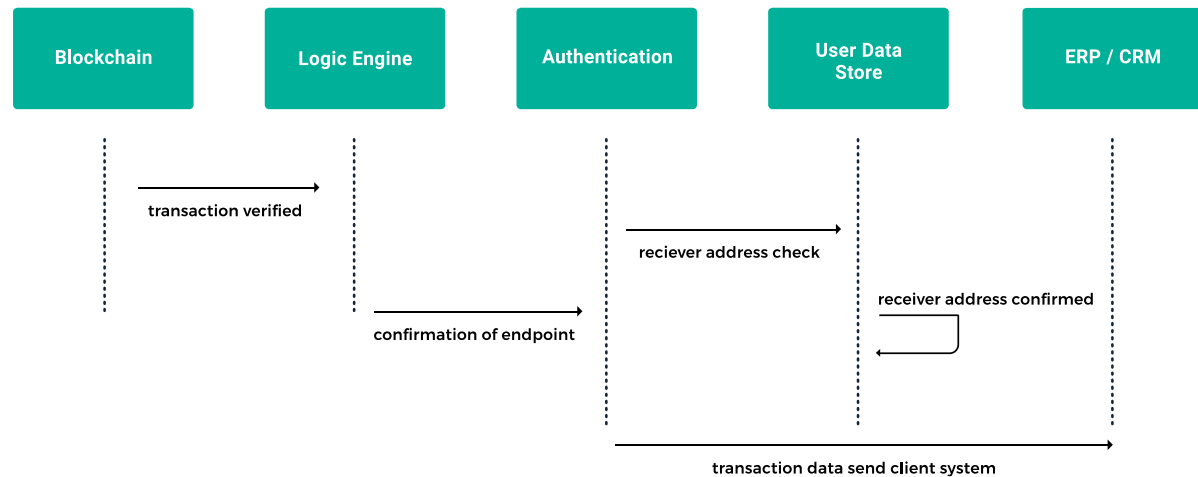 Blockchain
Logic Engine
Authentication
User Data
Store
ERP / CRM
transaction verified
reciever address check
receiver address confirmed
confirmation of endpoint
transaction data send client system